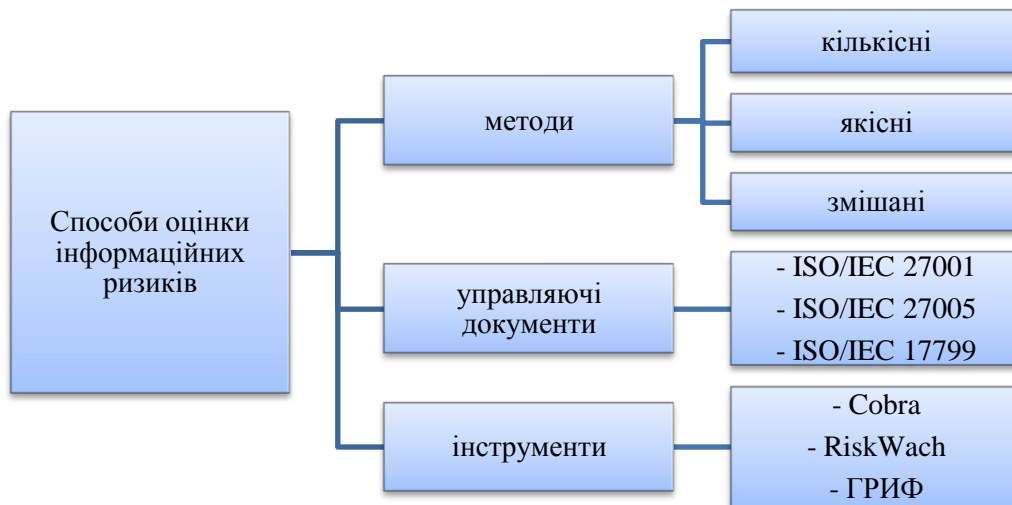 Способи оцінки
інформаційних
ризиків
методи
кількісні
якісні
змішані
управляючі
документи
- ISO/IEC 27001
- ISO/IEC 27005
- ISO/IEC 17799
інструменти
- Cobra
- RiskWach
- ГРИФ